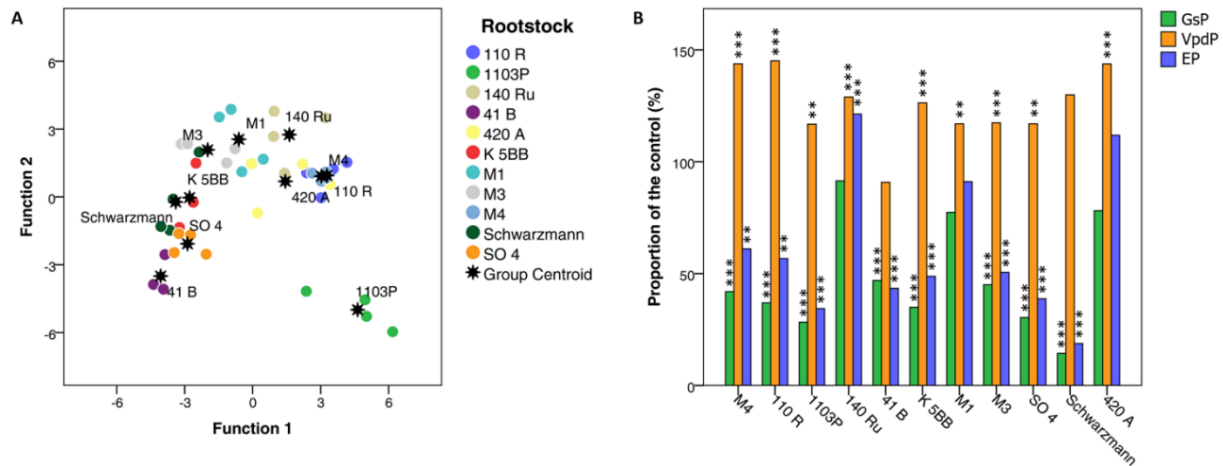 A
Function 2
6
3
0
-3
-6
-6
-3
0
3
6
Function 1
M3
M1
140 Ru
M4
K 5BB
420 A
110 R
Schwarzmann
SO 4
41 B
1103P
Rootstock
110 R
1103P
140 Ru
41 B
420 A
K 5BB
M1
M3
M4
Schwarzmann
SO 4
Group Centroid
B
Proportion of the control (%)
150
100
50
0
***
***
**
***
***
**
***
**
***
***
***
***
***
***
***
***
***
**
***
***
***
***
**
***
***
***
***
M4
110 R
1103P
140 Ru
41 B
K 5BB
M1
M3
SO 4
Schwarzmann
420 A
GsP
VpdP
EP